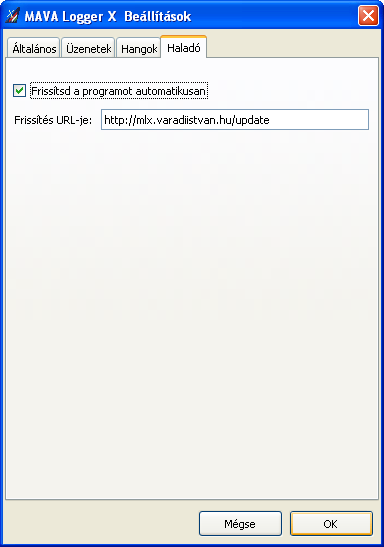 MAVA Logger X Beállítások
Általános Üzenetek Hangok Haladó
Frissítsd a programot automatikusan
Frissítés URL-je: http://mlx.varadiistvan.hu/update
Mégse OK